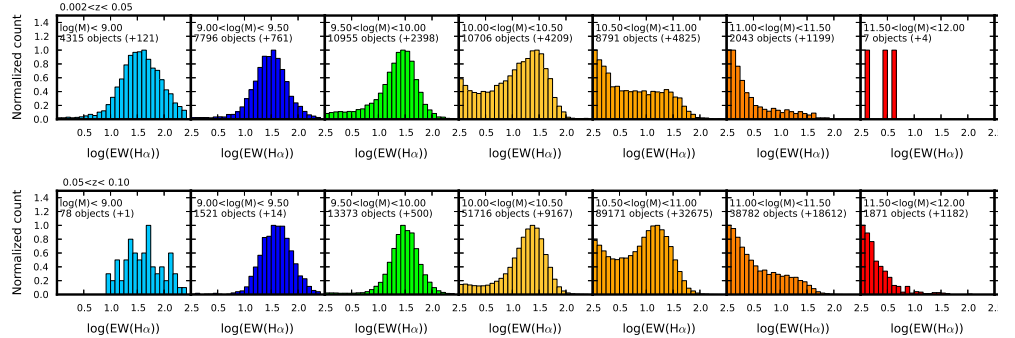 0.002<z< 0.05
log(M)< 9.00 9.00<log(M)< 9.50 9.50<log(M)<10.00 10.00<log(M)<10.50 10.50<log(M)<11.00 11.00<log(M)<11.50 11.50<log(M)<12.00
4315 objects (+121) 7796 objects (+761) 10955 objects (+2398) 10706 objects (+4209) 8791 objects (+4825) 2043 objects (+1199) 7 objects (+4)
Normalized count
1.4
1.2
1.0
0.8
0.6
0.4
0.2
0.0
0.5 1.0 1.5 2.0 0.5 1.0 1.5 2.0 2.5 0.5 1.0 1.5 2.0 2.5 0.5 1.0 1.5 2.0 2.5 0.5 1.0 1.5 2.0 2.5 0.5 1.0 1.5 2.0 2.5 0.5 1.0 1.5 2.0 2.
log(EW(Hα)) log(EW(Hα)) log(EW(Hα)) log(EW(Hα)) log(EW(Hα)) log(EW(Hα)) log(EW(Hα))
0.05<z< 0.10
log(M)< 9.00 9.00<log(M)< 9.50 9.50<log(M)<10.00 10.00<log(M)<10.50 10.50<log(M)<11.00 11.00<log(M)<11.50 11.50<log(M)<12.00
78 objects (+1) 1521 objects (+14) 13373 objects (+500) 51716 objects (+9167) 89171 objects (+32675) 38782 objects (+18612) 1871 objects (+1182)
Normalized count
1.4
1.2
1.0
0.8
0.6
0.4
0.2
0.0
0.5 1.0 1.5 2.0 0.5 1.0 1.5 2.0 2.5 0.5 1.0 1.5 2.0 2.5 0.5 1.0 1.5 2.0 2.5 0.5 1.0 1.5 2.0 2.5 0.5 1.0 1.5 2.0 2.5 0.5 1.0 1.5 2.0 2.
log(EW(Hα)) log(EW(Hα)) log(EW(Hα)) log(EW(Hα)) log(EW(Hα)) log(EW(Hα)) log(EW(Hα))